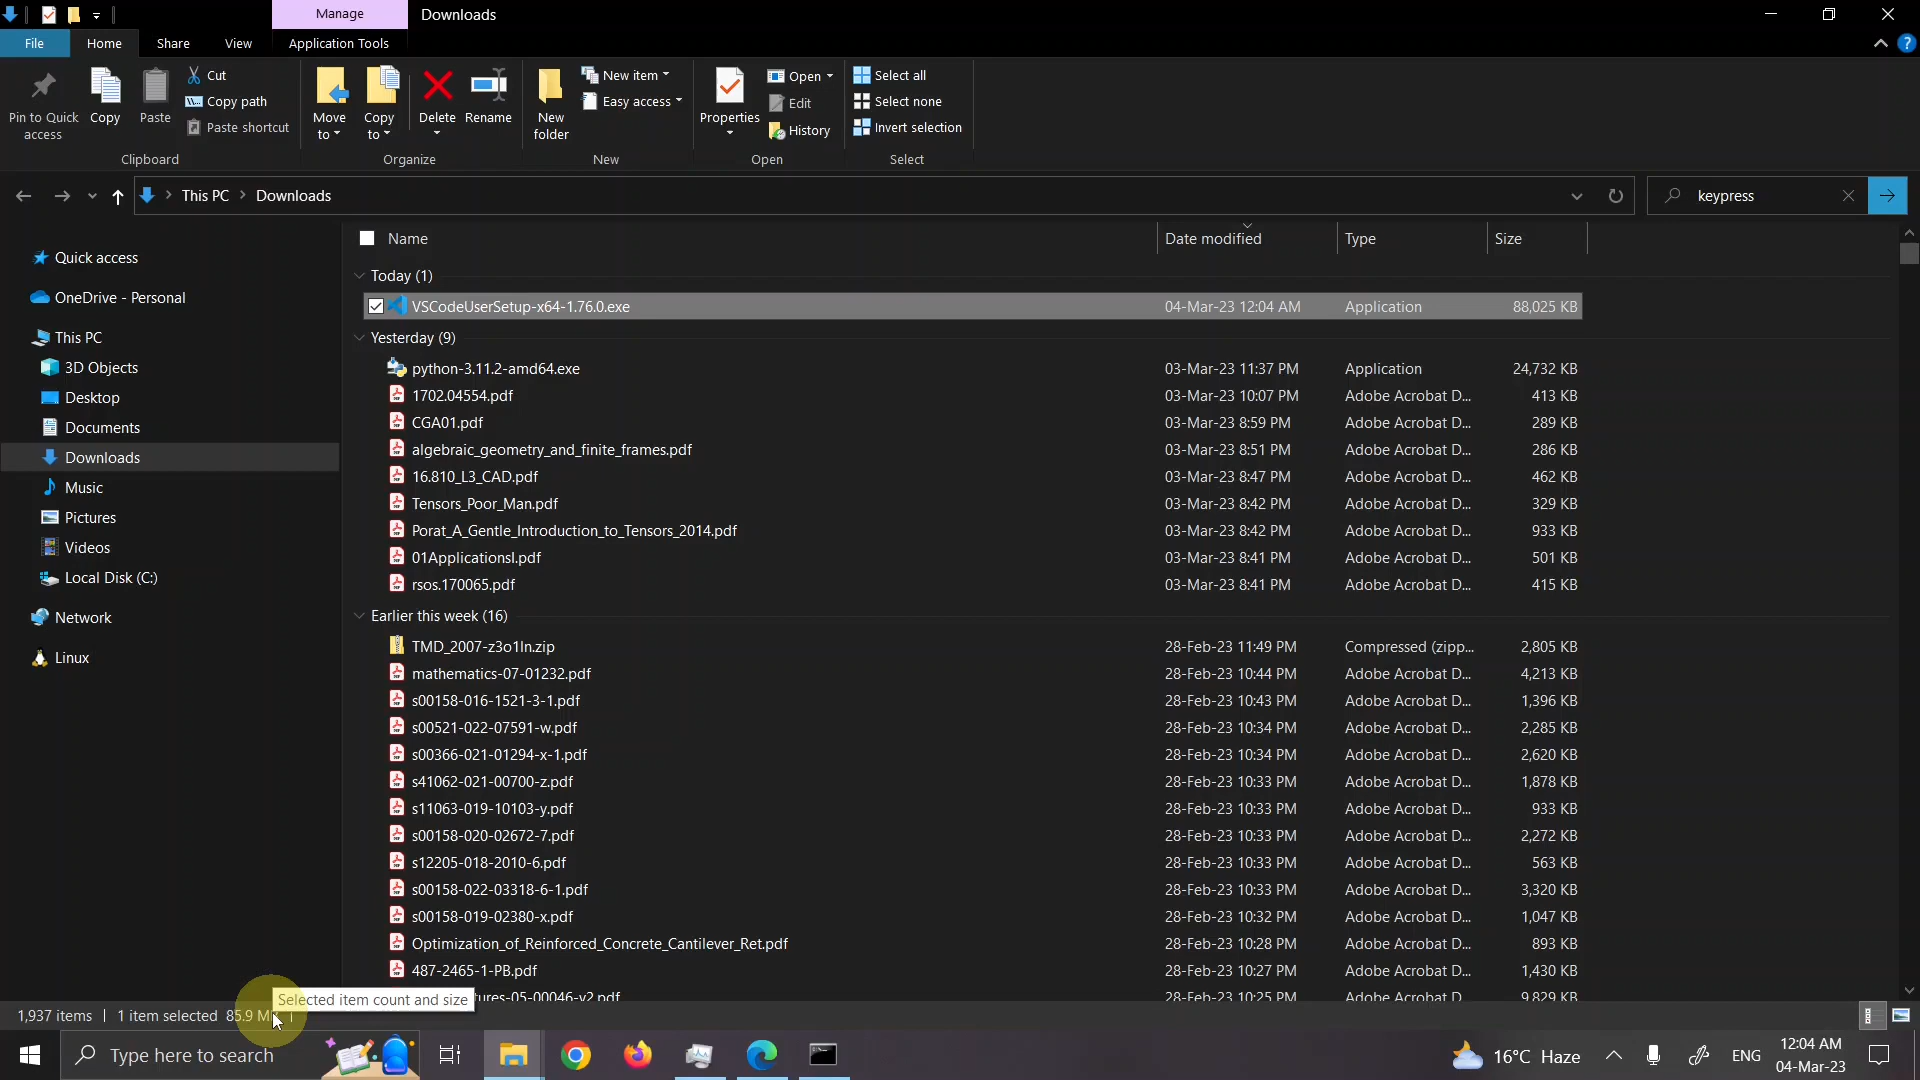 Manage
Downloads
File
Home
Share
View
Application Tools
Pin to Quick
access
Copy
Paste
Cut
Copy path
Paste shortcut
Clipboard
Move
to
Copy
to
Delete
Rename
Organize
New
folder
New item
Easy access
New
Properties
Open
Edit
History
Open
Select all
Select none
Invert selection
Select
This PC
Downloads
keypress
Name
Date modified
Type
Size
Quick access
OneDrive - Personal
This PC
3D Objects
Desktop
Documents
Downloads
Music
Pictures
Videos
Local Disk (C:)
Network
Linux
Today (1)
VSCodeUserSetup-x64-1.76.0.exe 04-Mar-23 12:04 AM Application 88,025 KB
Yesterday (9)
python-3.11.2-amd64.exe 03-Mar-23 11:37 PM Application 24,732 KB
1702.04554.pdf 03-Mar-23 10:07 PM Adobe Acrobat D... 413 KB
CGA01.pdf 03-Mar-23 8:59 PM Adobe Acrobat D... 289 KB
algebraic_geometry_and_finite_frames.pdf 03-Mar-23 8:51 PM Adobe Acrobat D... 286 KB
16.810_L3_CAD.pdf 03-Mar-23 8:47 PM Adobe Acrobat D... 462 KB
Tensors_Poor_Man.pdf 03-Mar-23 8:42 PM Adobe Acrobat D... 329 KB
Porat_A_Gentle_Introduction_to_Tensors_2014.pdf 03-Mar-23 8:42 PM Adobe Acrobat D... 933 KB
01ApplicationsI.pdf 03-Mar-23 8:41 PM Adobe Acrobat D... 501 KB
rsos.170065.pdf 03-Mar-23 8:41 PM Adobe Acrobat D... 415 KB
Earlier this week (16)
TMD_2007-z3o1ln.zip 28-Feb-23 11:49 PM Compressed (zipp... 2,805 KB
mathematics-07-01232.pdf 28-Feb-23 10:44 PM Adobe Acrobat D... 4,213 KB
s00158-016-1521-3-1.pdf 28-Feb-23 10:43 PM Adobe Acrobat D... 1,396 KB
s00521-022-07591-w.pdf 28-Feb-23 10:34 PM Adobe Acrobat D... 2,285 KB
s00366-021-01294-x-1.pdf 28-Feb-23 10:34 PM Adobe Acrobat D... 2,620 KB
s41062-021-00700-z.pdf 28-Feb-23 10:33 PM Adobe Acrobat D... 1,878 KB
s11063-019-10103-y.pdf 28-Feb-23 10:33 PM Adobe Acrobat D... 933 KB
s00158-020-02672-7.pdf 28-Feb-23 10:33 PM Adobe Acrobat D... 2,272 KB
s12205-018-2010-6.pdf 28-Feb-23 10:33 PM Adobe Acrobat D... 563 KB
s00158-022-03318-6-1.pdf 28-Feb-23 10:33 PM Adobe Acrobat D... 3,320 KB
s00158-019-02380-x.pdf 28-Feb-23 10:32 PM Adobe Acrobat D... 1,047 KB
Optimization_of_Reinforced_Concrete_Cantilever_Ret.pdf 28-Feb-23 10:28 PM Adobe Acrobat D... 893 KB
487-2465-1-PB.pdf 28-Feb-23 10:27 PM Adobe Acrobat D... 1,430 KB
28-Feb-23 10:25 PM Adobe Acrobat D... 9,829 KB
Selected item count and size
1,937 items
1 item selected 85.9
Type here to search
16°C Haze
ENG
12:04 AM
04-Mar-23